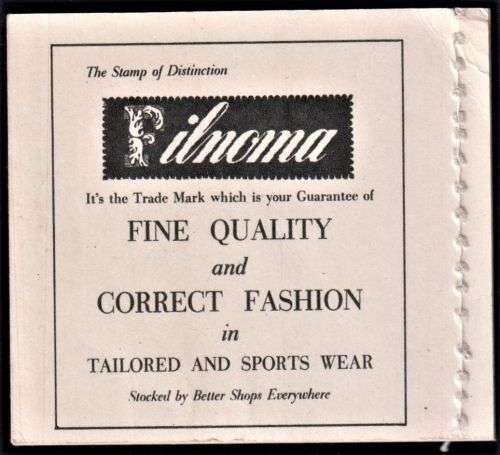 The Stamp of Distinction
Filnoma
It's the Trade Mark which is your Guarantee of
FINE QUALITY
and
CORRECT FASHION
in
TAILORED AND SPORTS WEAR
Stocked by Better Shops Everywhere